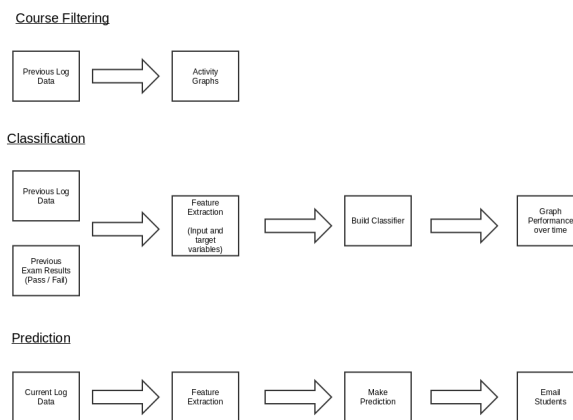 Course Filtering
Previous Log
Data
Activity
Graphs
Classification
Previous Log
Data
Previous
Exam Results
(Pass / Fail)
Feature
Extraction
(Input and
target
variables)
Build Classifier
Graph
Performance
over time
Prediction
Current Log
Data
Feature
Extraction
Make
Prediction
Email
Students